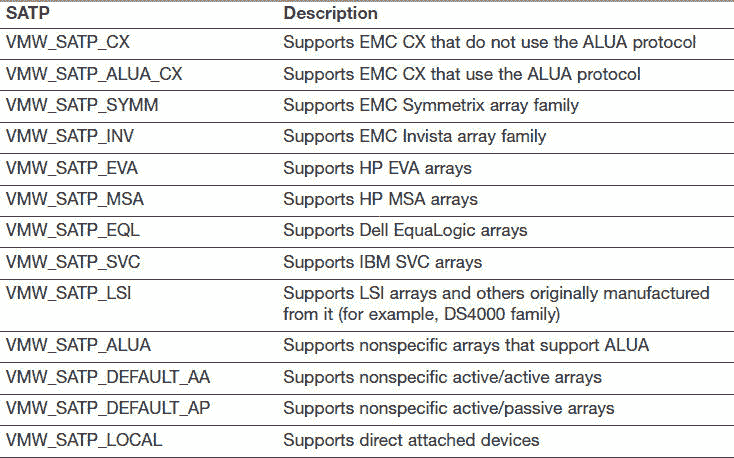 SATP Description
VMW_SATP_CX Supports EMC CX that do not use the ALUA protocol
VMW_SATP_ALUA_CX Supports EMC CX that use the ALUA protocol
VMW_SATP_SYMM Supports EMC Symmetrix array family
VMW_SATP_INV Supports EMC Invista array family
VMW_SATP_EVA Supports HP EVA arrays
VMW_SATP_MSA Supports HP MSA arrays
VMW_SATP_EQL Supports Dell EquaLogic arrays
VMW_SATP_SVC Supports IBM SVC arrays
VMW_SATP_LSI Supports LSI arrays and others originally manufactured
from it (for example, DS4000 family)
VMW_SATP_ALUA Supports nonspecific arrays that support ALUA
VMW_SATP_DEFAULT_AA Supports nonspecific active/active arrays
VMW_SATP_DEFAULT_AP Supports nonspecific active/passive arrays
VMW_SATP_LOCAL Supports direct attached devices